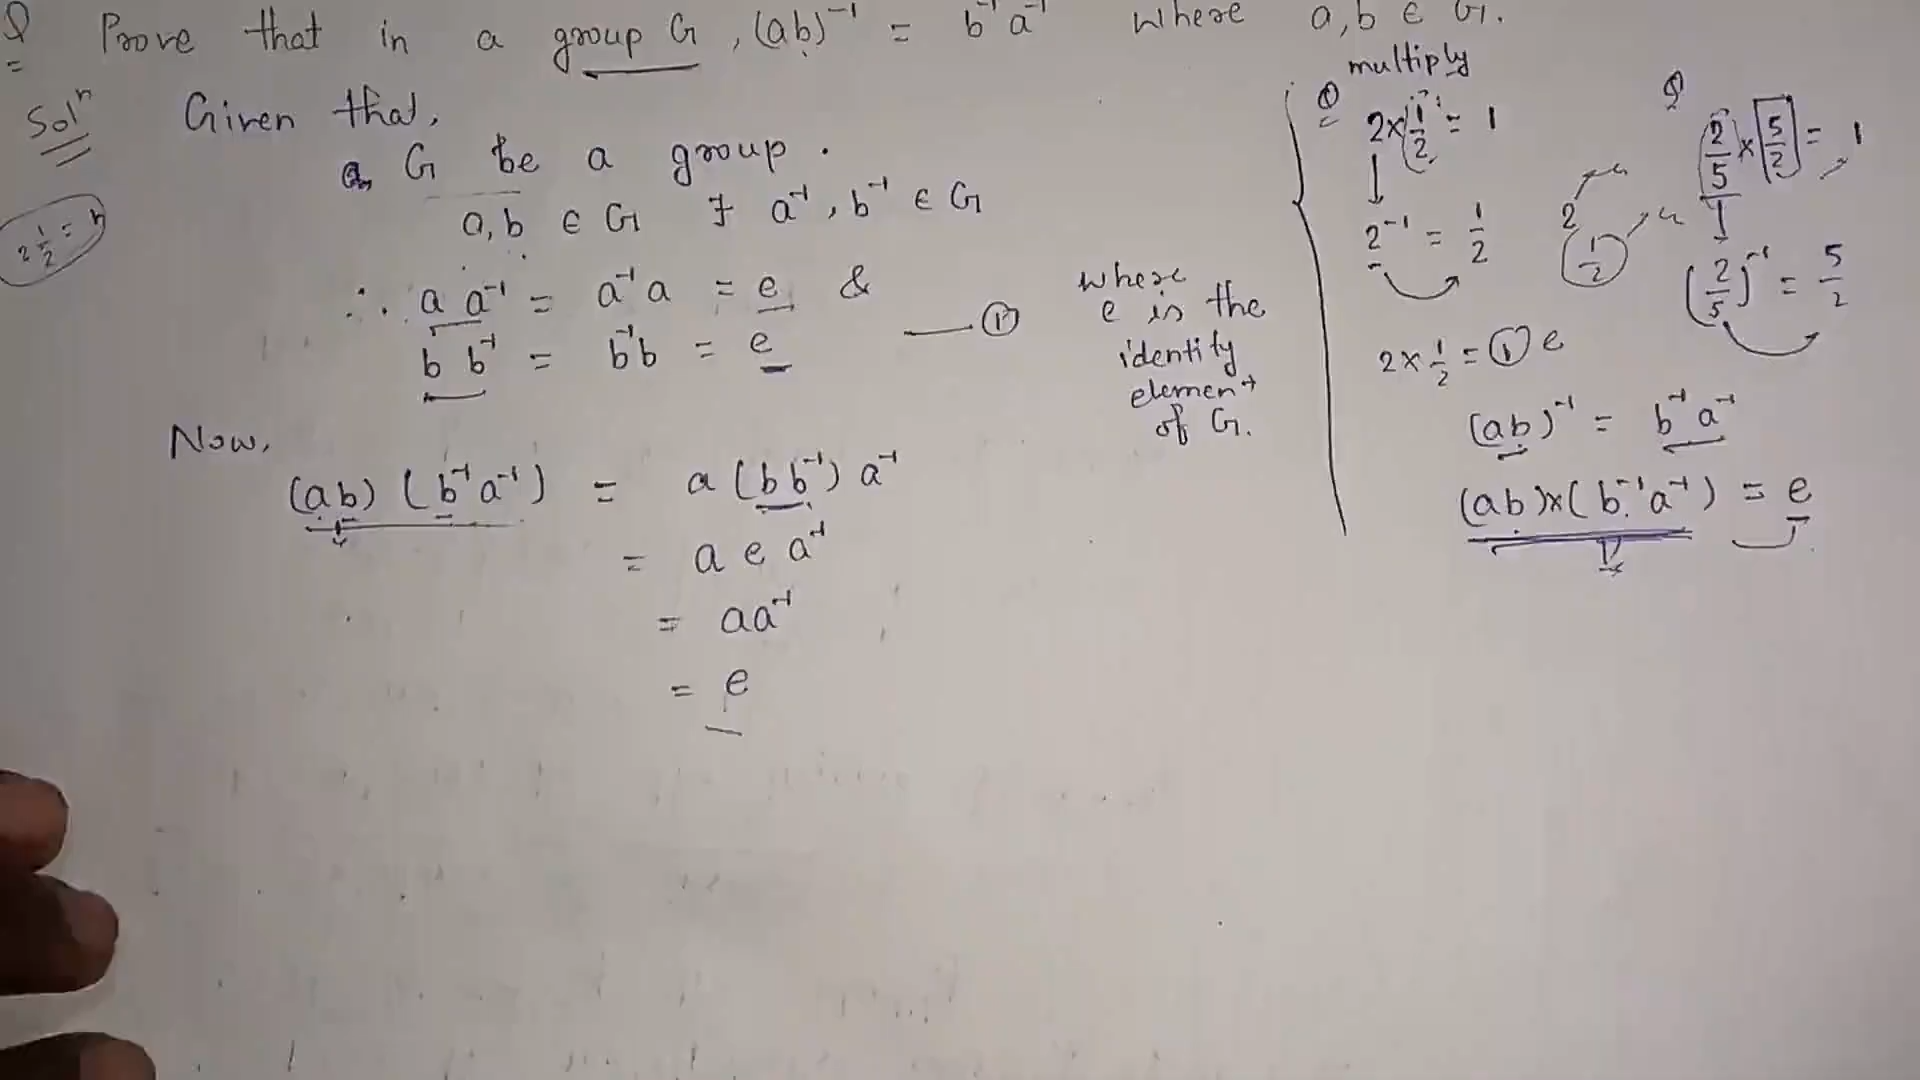 Q Prove that in a group G, (ab)⁻¹ = b⁻¹a⁻¹ where a,b ∈ G.
Solⁿ Given that,
G be a group.
a,b ∈ G ∃ a⁻¹, b⁻¹ ∈ G
∴ a a⁻¹ = a⁻¹a = e &
b b⁻¹ = b⁻¹b = e — ①
where
e is the
identity
element
of G.
Now,
(ab) (b⁻¹a⁻¹) = a (bb⁻¹) a⁻¹
= a e a⁻¹
= aa⁻¹
= e
multiply
Q 2×1/2 = 1
2⁻¹ = 1/2
2
1/2
2×1/2 = ① e
Q 2/5 × 5/2 = 1
(2/5)⁻¹ = 5/2
(ab)⁻¹ = b⁻¹a⁻¹
(ab)×(b⁻¹a⁻¹) = e